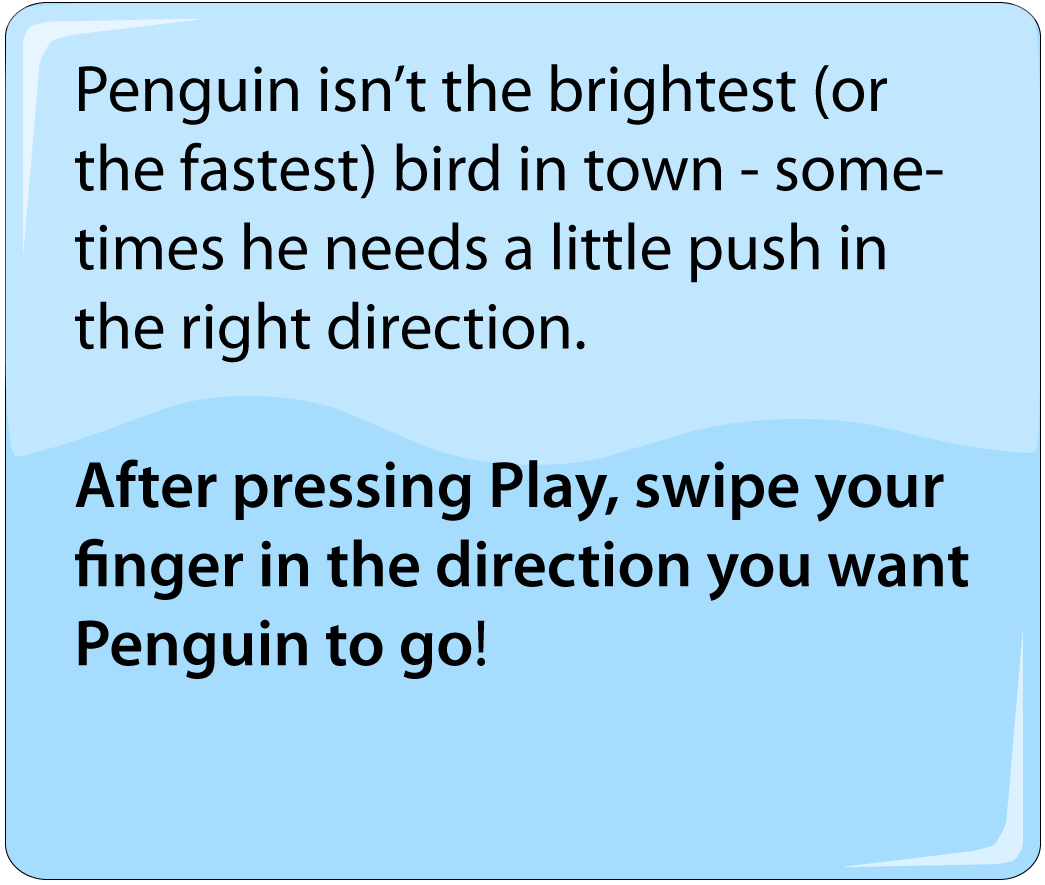 Penguin isn’t the brightest (or
the fastest) bird in town - some-
times he needs a little push in
the right direction.
After pressing Play, swipe your
finger in the direction you want
Penguin to go!